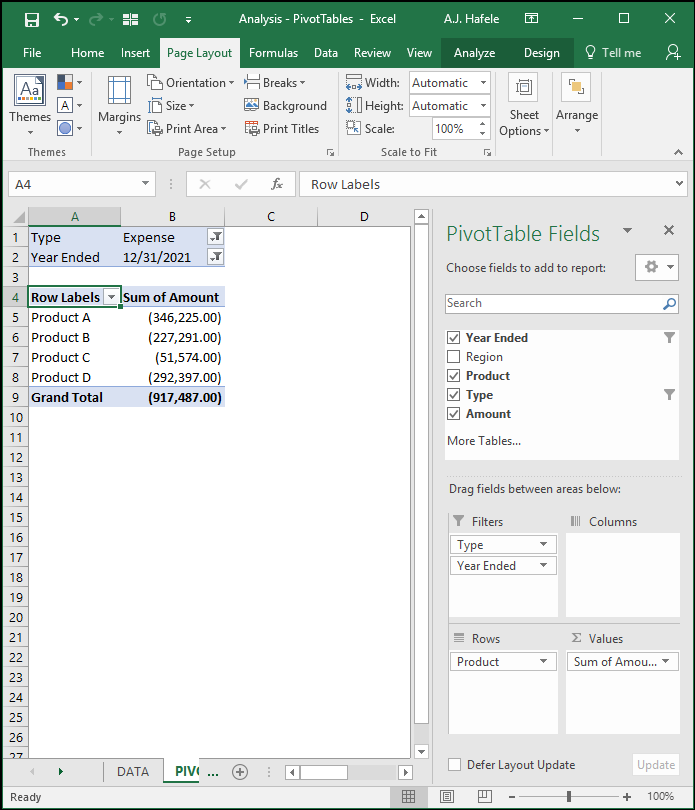 Analysis - PivotTables - Excel A.J. Hafele
File Home Insert Page Layout Formulas Data Review View Analyze Design Tell me
Themes Margins Orientation Breaks Width: Automatic Sheet Options Arrange
Size Background Height: Automatic
Print Area Print Titles Scale: 100%
Themes Page Setup Scale to Fit
A4 fx Row Labels
A B C D
1 Type Expense
2 Year Ended 12/31/2021
3
4 Row Labels Sum of Amount
5 Product A (346,225.00)
6 Product B (227,291.00)
7 Product C (51,574.00)
8 Product D (292,397.00)
9 Grand Total (917,487.00)
10
11
12
13
14
15
16
17
18
19
20
21
22
23
24
25
26
27
PivotTable Fields
Choose fields to add to report:
Search
Year Ended
Region
Product
Type
Amount
More Tables...
Drag fields between areas below:
Filters Columns
Type
Year Ended
Rows Values
Product Sum of Amou...
Defer Layout Update Update
DATA PIVO ...
Ready 100%